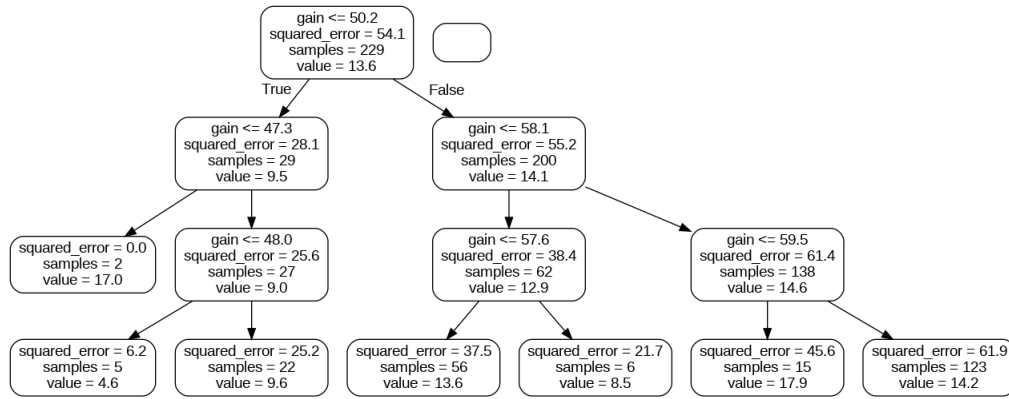 gain <= 50.2
squared_error = 54.1
samples = 229
value = 13.6
True
False
gain <= 47.3
squared_error = 28.1
samples = 29
value = 9.5
gain <= 58.1
squared_error = 55.2
samples = 200
value = 14.1
squared_error = 0.0
samples = 2
value = 17.0
gain <= 48.0
squared_error = 25.6
samples = 27
value = 9.0
gain <= 57.6
squared_error = 38.4
samples = 62
value = 12.9
gain <= 59.5
squared_error = 61.4
samples = 138
value = 14.6
squared_error = 6.2
samples = 5
value = 4.6
squared_error = 25.2
samples = 22
value = 9.6
squared_error = 37.5
samples = 56
value = 13.6
squared_error = 21.7
samples = 6
value = 8.5
squared_error = 45.6
samples = 15
value = 17.9
squared_error = 61.9
samples = 123
value = 14.2